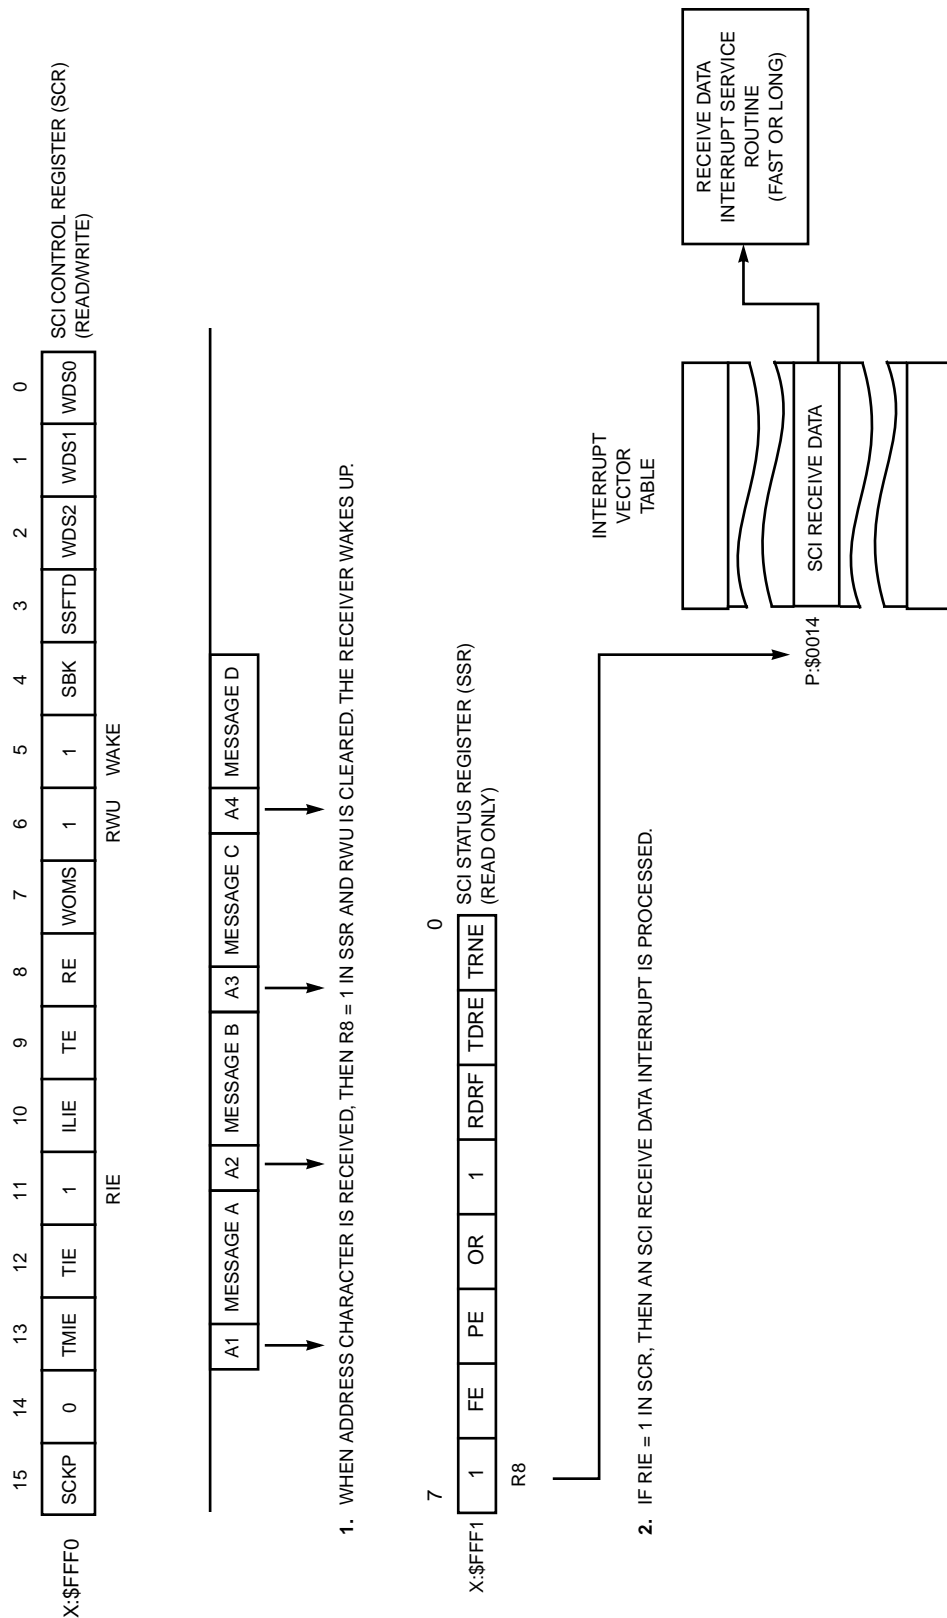 15 14 13 12 11 10 9 8 7 6 5 4 3 2 1 0
X:$FFF0 SCKP 0 TMIE TIE 1 ILIE TE RE WOMS 1 1 SBK SSFTD WDS2 WDS1 WDS0 SCI CONTROL REGISTER (SCR)
(READ/WRITE)
RIE RWU WAKE
A1 MESSAGE A A2 MESSAGE B A3 MESSAGE C A4 MESSAGE D
1. WHEN ADDRESS CHARACTER IS RECEIVED, THEN R8 = 1 IN SSR AND RWU IS CLEARED. THE RECEIVER WAKES UP.
7 0
X:$FFF1 1 FE PE OR 1 RDRF TDRE TRNE SCI STATUS REGISTER (SSR)
(READ ONLY)
R8
2. IF RIE = 1 IN SCR, THEN AN SCI RECEIVE DATA INTERRUPT IS PROCESSED.
INTERRUPT
VECTOR
TABLE
P:$0014 SCI RECEIVE DATA
RECEIVE DATA
INTERRUPT SERVICE
ROUTINE
(FAST OR LONG)